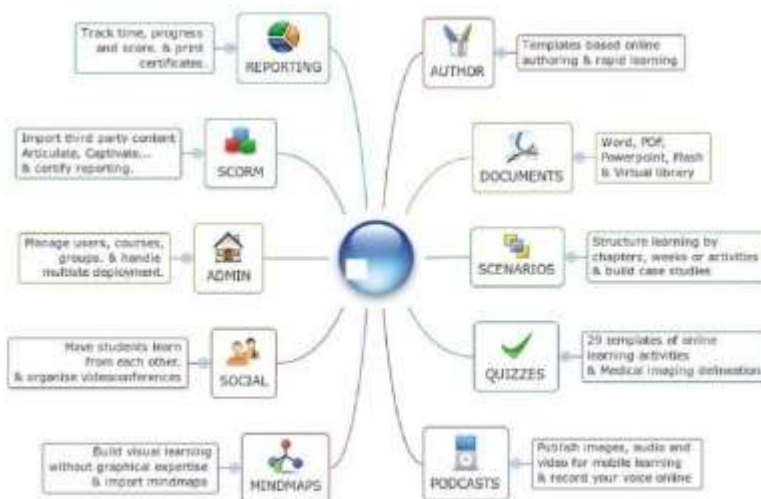 Track time, progress
and score, & print
certificates.
REPORTING
AUTHOR
Templates based online
authoring & rapid learning
Import third party content
Articulate, Captivate...
& certify reporting.
SCORM
DOCUMENTS
Word, PDF,
Powerpoint, Flash
& Virtual library
Manage users, courses,
groups, & handle
multisite deployment.
ADMIN
SCENARIOS
Structure learning by
chapters, weeks or activities
& build case studies
Have students learn
from each other,
& organise videoconferences
SOCIAL
QUIZZES
29 templates of online
learning activities
& Medical imaging delineation
Build visual learning
without graphical expertise
& import mindmaps
MINDMAPS
PODCASTS
Publish images, audio and
video for mobile learning
& record your voice online